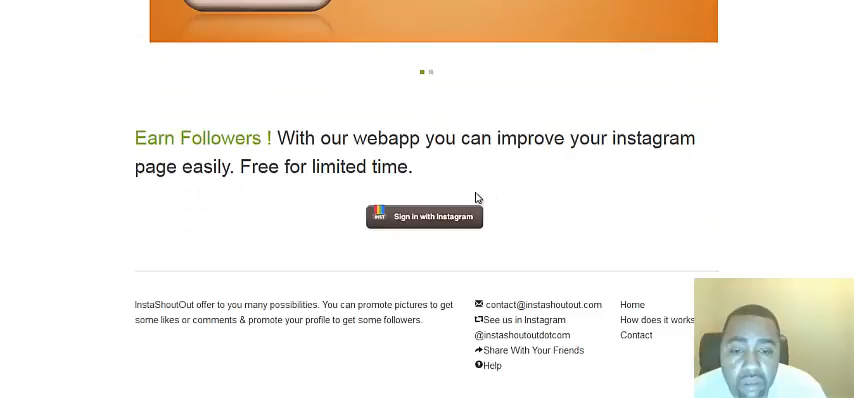 Earn Followers ! With our webapp you can improve your instagram
page easily. Free for limited time.
INST Sign in with Instagram
InstaShoutOut offer to you many possibilities. You can promote pictures to get
some likes or comments & promote your profile to get some followers.
contact@instashoutout.com
See us in Instagram
@instashoutoutdotcom
Share With Your Friends
Help
Home
How does it works
Contact